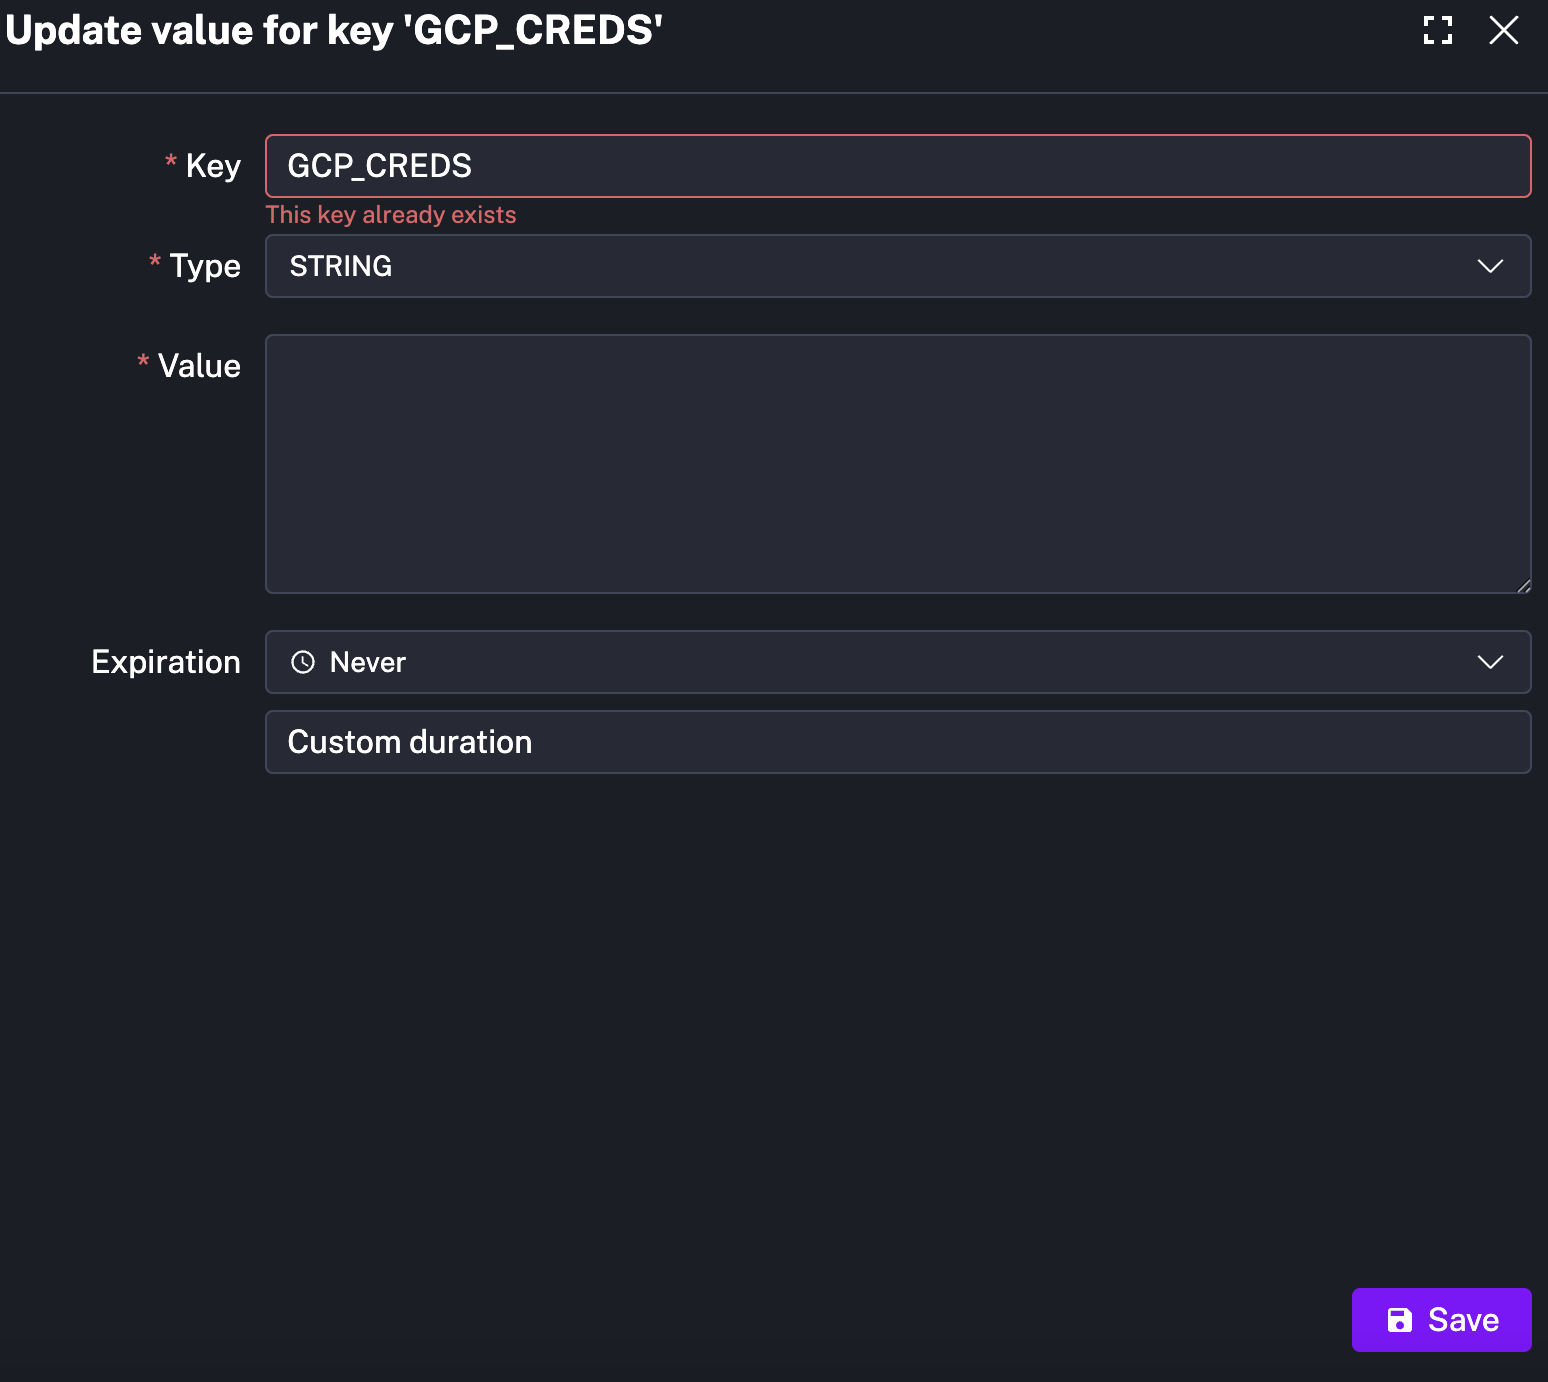 Update value for key 'GCP_CREDS'
* Key
GCP_CREDS
This key already exists
* Type
STRING
* Value
Expiration
Never
Custom duration
Save